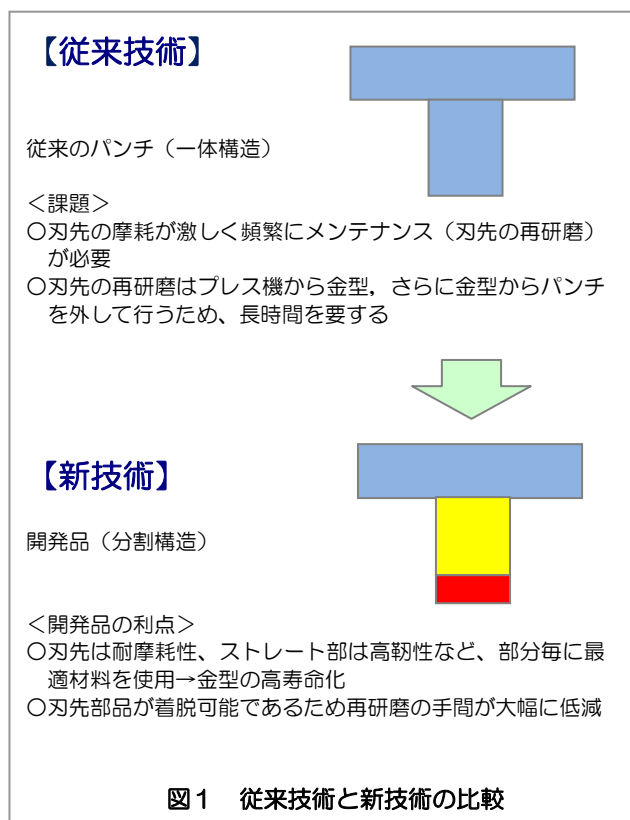 【従来技術】
従来のパンチ（一体構造）
＜課題＞
○刃先の摩耗が激しく頻繁にメンテナンス（刃先の再研磨）
が必要
○刃先の再研磨はプレス機から金型，さらに金型からパンチ
を外して行うため、長時間を要する
【新技術】
開発品（分割構造）
＜開発品の利点＞
○刃先は耐摩耗性、ストレート部は高靭性など、部分毎に最
適材料を使用→金型の高寿命化
○刃先部品が着脱可能であるため再研磨の手間が大幅に低減
図１　従来技術と新技術の比較